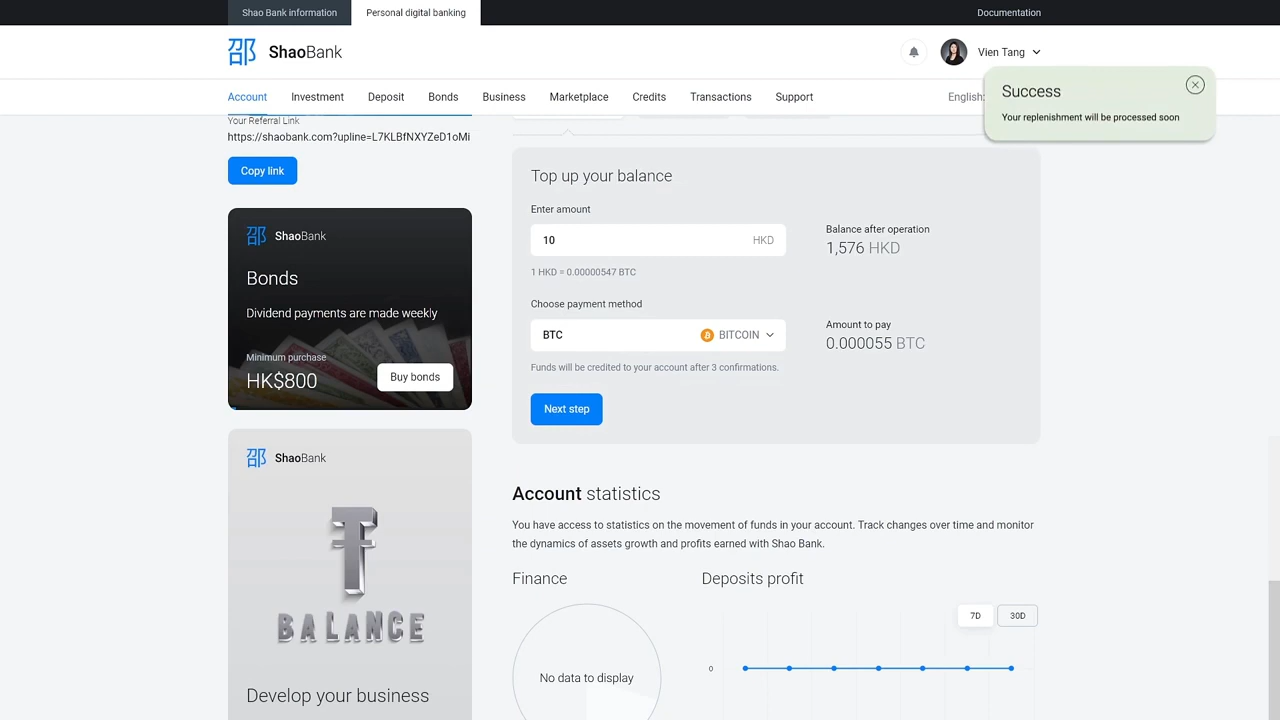 Shao Bank information
Personal digital banking
Documentation
邵 ShaoBank
Vien Tang
Account Investment Deposit Bonds Business Marketplace Credits Transactions Support English:
Success
Your replenishment will be processed soon
Your Referral Link
https://shaobank.com?upline=L7KLBfNXYZeD1oMi
Copy link
邵 ShaoBank
Bonds
Dividend payments are made weekly
Minimum purchase
HK$800
Buy bonds
邵 ShaoBank
BALANCE
Develop your business
Top up your balance
Enter amount
10 HKD
1 HKD = 0.00000547 BTC
Balance after operation
1,576 HKD
Choose payment method
BTC BITCOIN
Funds will be credited to your account after 3 confirmations.
Amount to pay
0.000055 BTC
Next step
Account statistics
You have access to statistics on the movement of funds in your account. Track changes over time and monitor
the dynamics of assets growth and profits earned with Shao Bank.
Finance
No data to display
Deposits profit
7D 30D
0